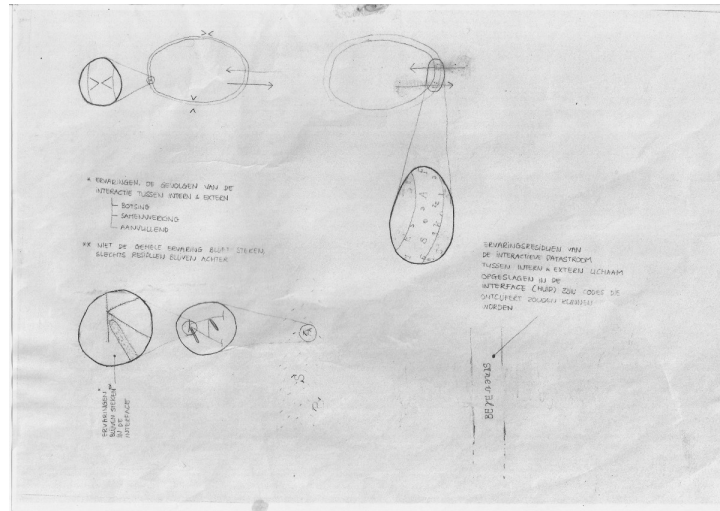 * ERVARINGEN, DE GEVOLGEN VAN DE
INTERACTIE TUSSEN INTERN & EXTERN
BOTSING
SAMENWERKING
AANVULLEND
** NIET DE GEHELE ERVARING BLIJFT STEKEN
SLECHTS RESIDUEN BLIJVEN ACHTER
ERVARINGSRESIDUEN VAN
DE INTERACTIEVE DATASTROOM
TUSSEN INTERN & EXTERN LICHAAM
OPGESLAGEN IN DE
INTERFACE (HUID) ZIJN CODES DIE
ONTCIJFERT ZOUDEN KUNNEN
WORDEN
ERVARINGEN*
BLIJVEN STEKEN**
IN DE
INTERFACE